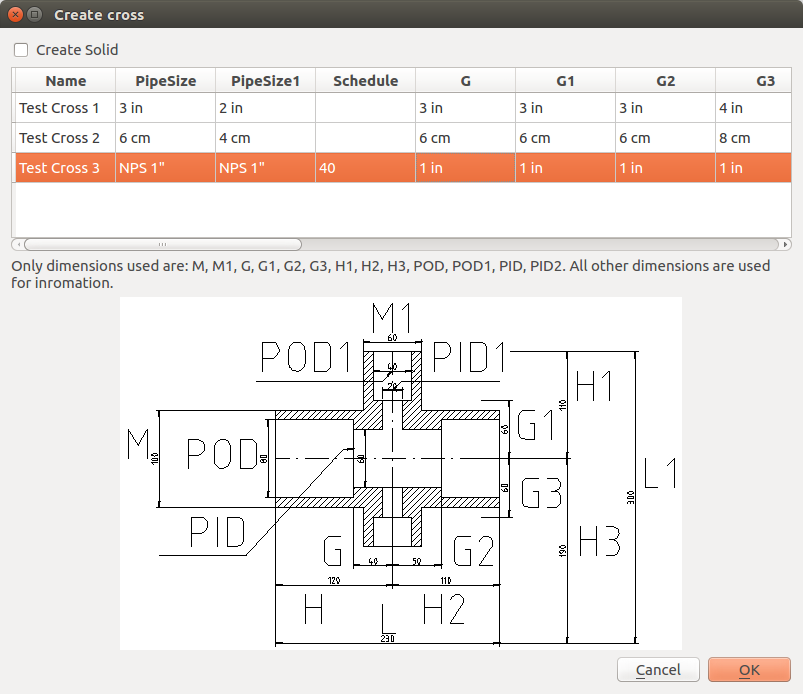 Create cross
Create Solid
Name PipeSize PipeSize1 Schedule G G1 G2 G3
Test Cross 1 3 in 2 in 3 in 3 in 3 in 4 in
Test Cross 2 6 cm 4 cm 6 cm 6 cm 6 cm 8 cm
Test Cross 3 NPS 1" NPS 1" 40 1 in 1 in 1 in 1 in
Only dimensions used are: M, M1, G, G1, G2, G3, H1, H2, H3, POD, POD1, PID, PID2. All other dimensions are used
for inromation.
M1
60
POD1 PID1
40
20
H1
110
G1
60
M
100
POD
80
60
G3
60
L1
300
PID
G
40
G2
50
H3
190
120
110
H
L
H2
230
Cancel
OK